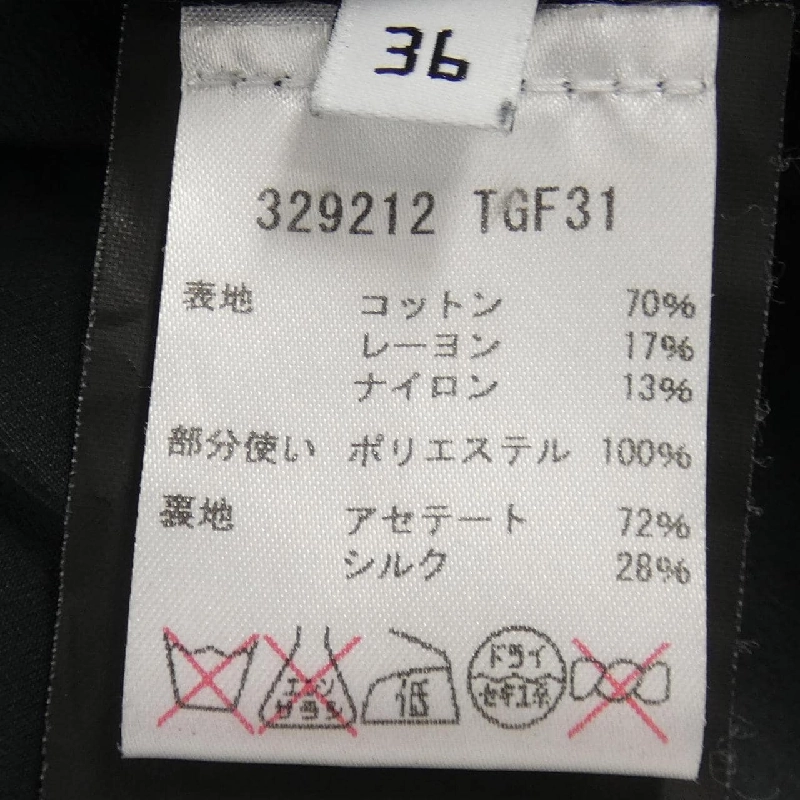 36
329212 TGF31
表地 コットン 70%
レーヨン 17%
ナイロン 13%
部分使い ポリエステル 100%
裏地 アセテート 72%
シルク 28%
エンソ
サラシ
低
ドライ
セキユ系